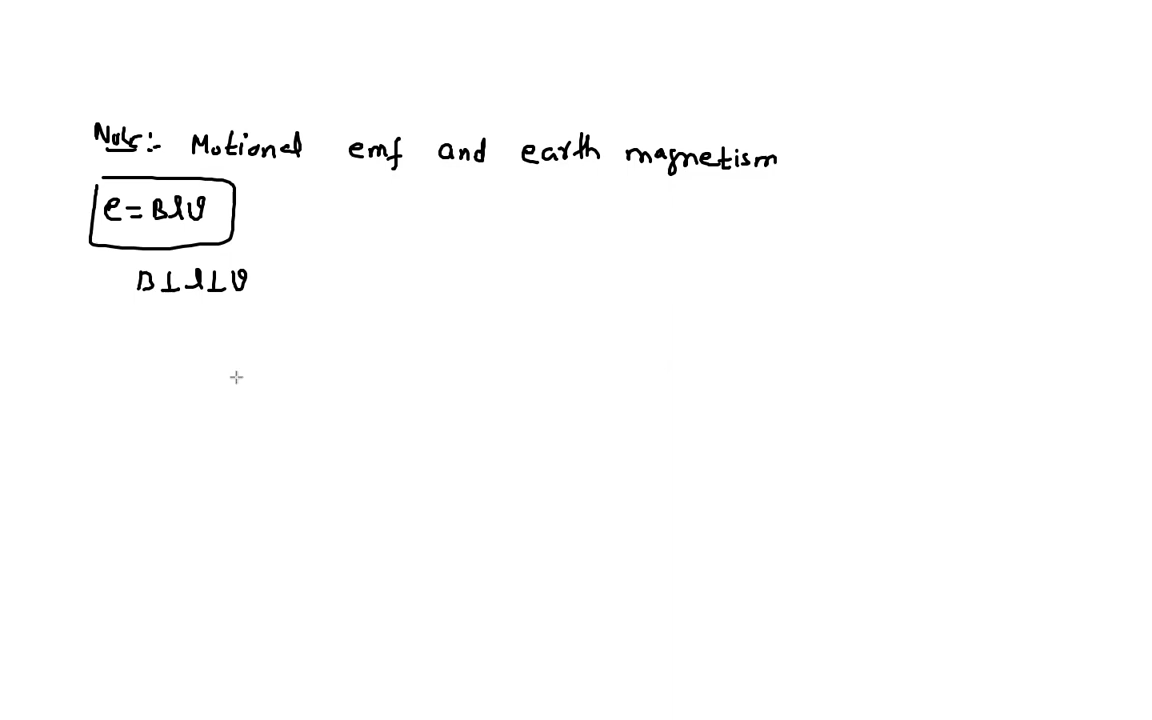 Note:- Motional emf and earth magnetism
e = Blv
B⊥l⊥v